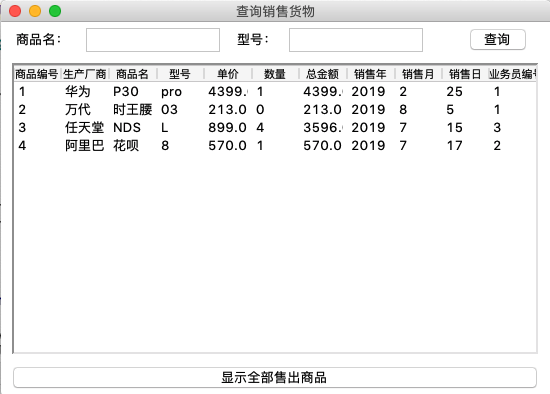 查询销售货物
商品名： 型号： 查询
商品编号 生产厂商 商品名 型号 单价 数量 总金额 销售年 销售月 销售日 业务员编号
1 华为 P30 pro 4399. 1 4399. 2019 2 25 1
2 万代 时王腰 03 213.0 0 213.0 2019 8 5 1
3 任天堂 NDS L 899.0 4 3596. 2019 7 15 3
4 阿里巴 花呗 8 570.0 1 570.0 2019 7 17 2
显示全部售出商品